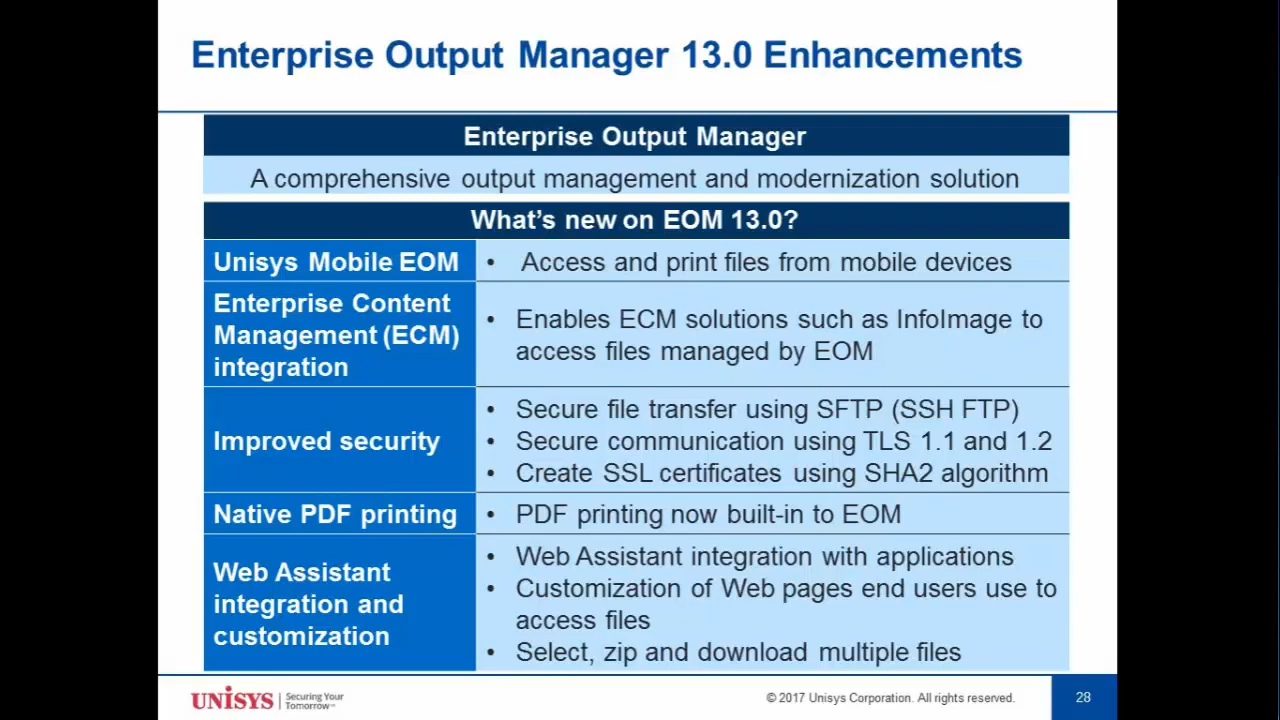 Enterprise Output Manager 13.0 Enhancements
Enterprise Output Manager
A comprehensive output management and modernization solution
What's new on EOM 13.0?
Unisys Mobile EOM
• Access and print files from mobile devices
Enterprise Content
Management (ECM)
integration
• Enables ECM solutions such as InfoImage to
access files managed by EOM
Improved security
• Secure file transfer using SFTP (SSH FTP)
• Secure communication using TLS 1.1 and 1.2
• Create SSL certificates using SHA2 algorithm
Native PDF printing
• PDF printing now built-in to EOM
Web Assistant
integration and
customization
• Web Assistant integration with applications
• Customization of Web pages end users use to
access files
• Select, zip and download multiple files
UNISYS
Securing Your
Tomorrow™
© 2017 Unisys Corporation. All rights reserved.
28